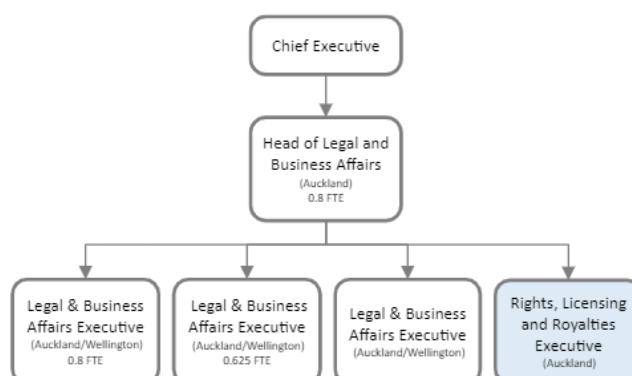 Chief Executive
Head of Legal and
Business Affairs
(Auckland)
0.8 FTE
Legal & Business
Affairs Executive
(Auckland/Wellington)
0.8 FTE
Legal & Business
Affairs Executive
(Auckland/Wellington)
0.625 FTE
Legal & Business
Affairs Executive
(Auckland/Wellington)
Rights, Licensing
and Royalties
Executive
(Auckland)